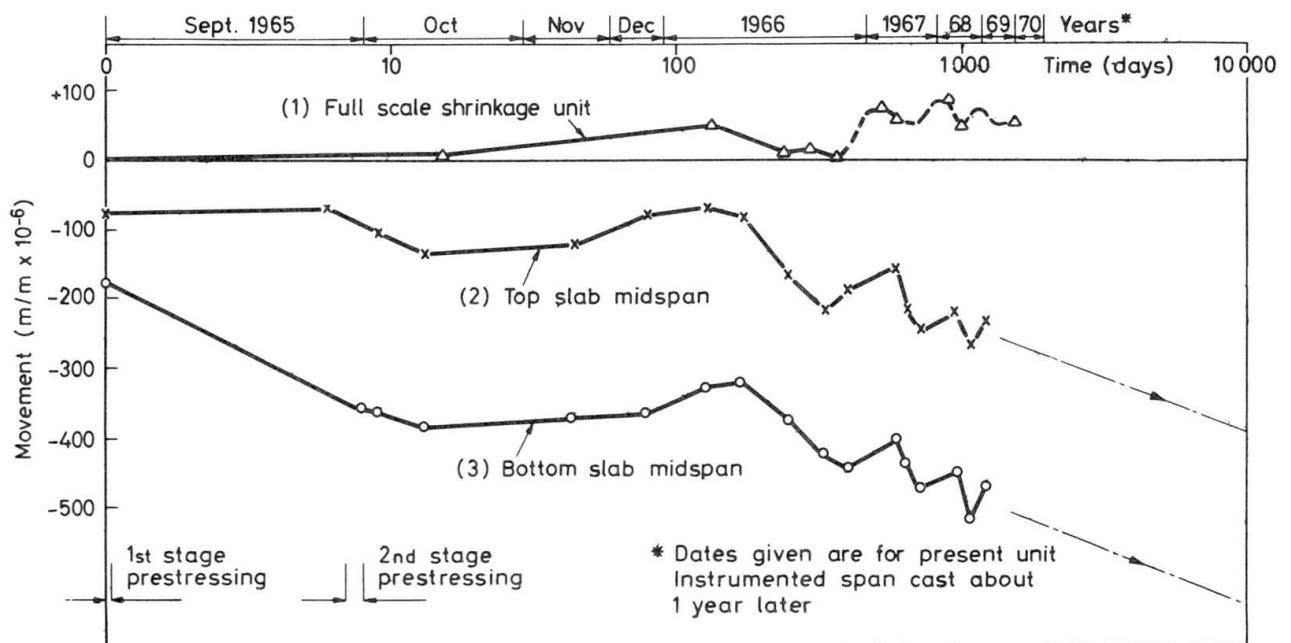 Sept. 1965 Oct Nov Dec 1966 1967 68 69 70 Years*
0 10 100 1000 Time (days) 10 000
+100
(1) Full scale shrinkage unit
0
-100
(2) Top slab midspan
-200
-300
-400
(3) Bottom slab midspan
-500
Movement (m/m x 10-6)
1st stage
prestressing
2nd stage
prestressing
* Dates given are for present unit
Instrumented span cast about
1 year later